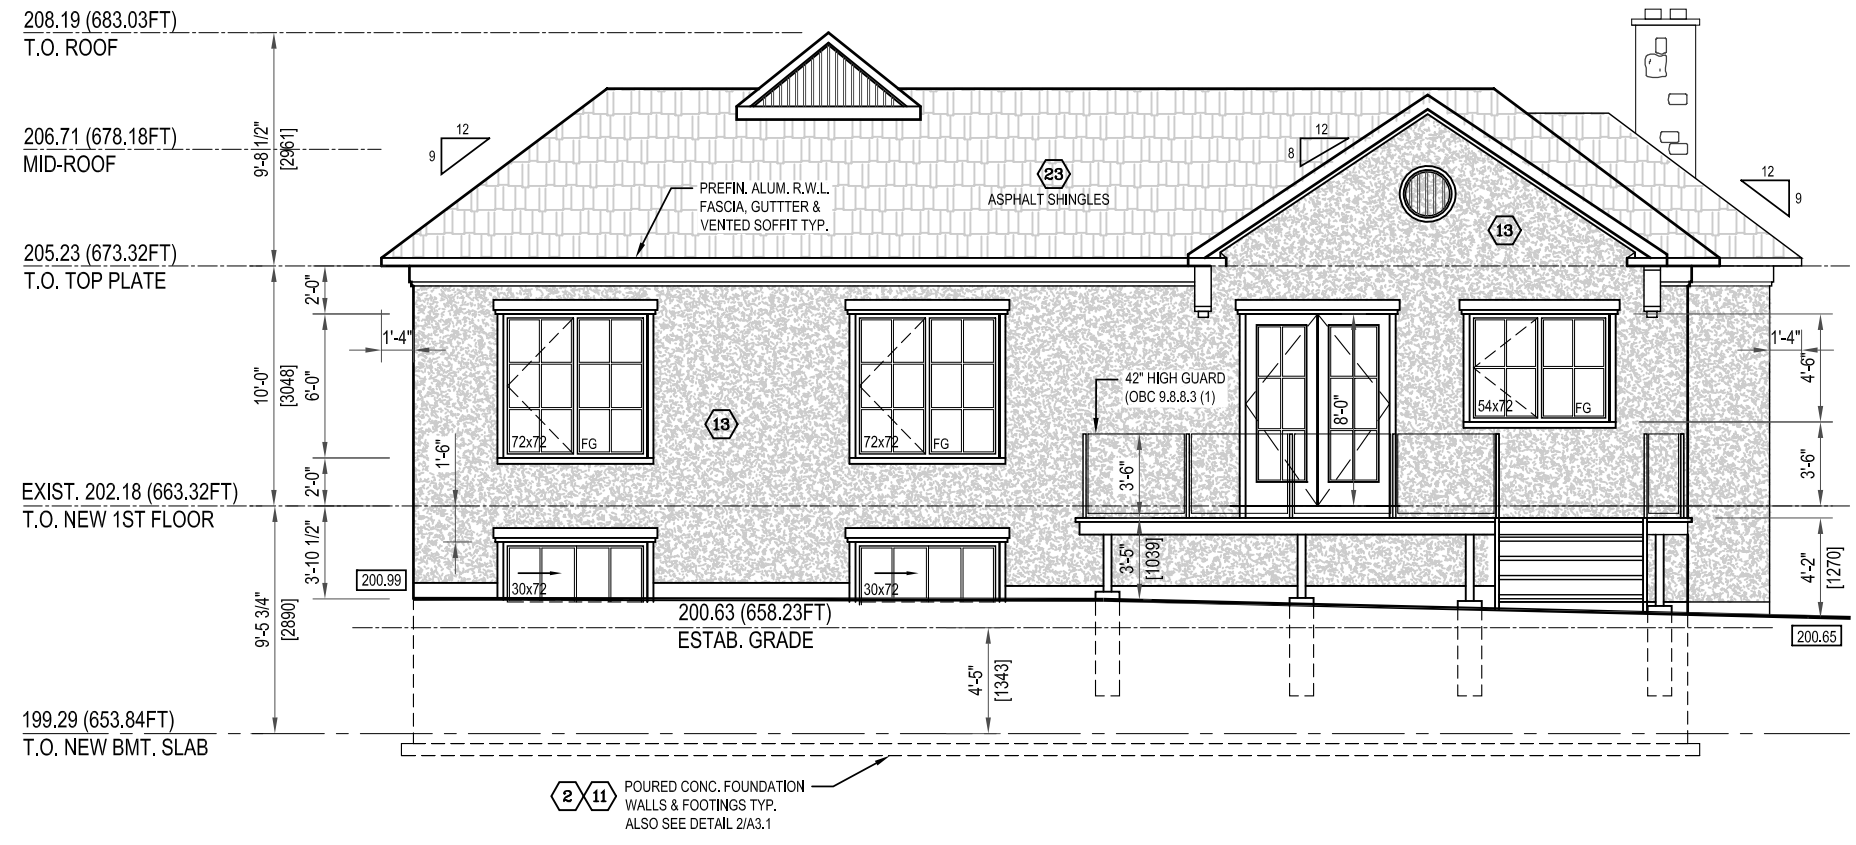 208.19 (683.03FT)
T.O. ROOF
206.71 (678.18FT)
MID-ROOF
205.23 (673.32FT)
T.O. TOP PLATE
EXIST. 202.18 (663.32FT)
T.O. NEW 1ST FLOOR
199.29 (653.84FT)
T.O. NEW BMT. SLAB
9'-8 1/2"
[2961]
10'-0"
[3048]
9'-5 3/4"
[2890]
2'-0"
6'-0"
2'-0"
3'-10 1/2"
1'-4"
1'-6"
200.99
12
9
PREFIN. ALUM. R.W.L.
FASCIA, GUTTTER &
VENTED SOFFIT TYP.
23
ASPHALT SHINGLES
12
8
13
12
9
13
72x72
FG
72x72
FG
30x72
30x72
42" HIGH GUARD
(OBC 9.8.8.3 (1)
8'-0"
54x72
FG
3'-6"
3'-5"
[1039]
1'-4"
4'-6"
3'-6"
4'-2"
[1270]
200.63 (658.23FT)
ESTAB. GRADE
200.65
4'-5"
[1343]
2
11
POURED CONC. FOUNDATION
WALLS & FOOTINGS TYP.
ALSO SEE DETAIL 2/A3.1